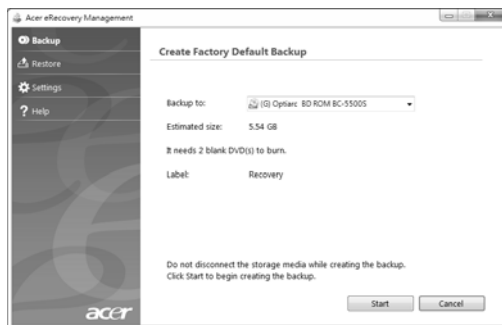 Acer eRecovery Management
Backup
Restore
Settings
Help
Create Factory Default Backup
Backup to: (G) Optiarc BD ROM BC-5500S
Estimated size: 5.54 GB
It needs 2 blank DVD(s) to burn.
Label: Recovery
Do not disconnect the storage media while creating the backup.
Click Start to begin creating the backup.
Start Cancel
acer